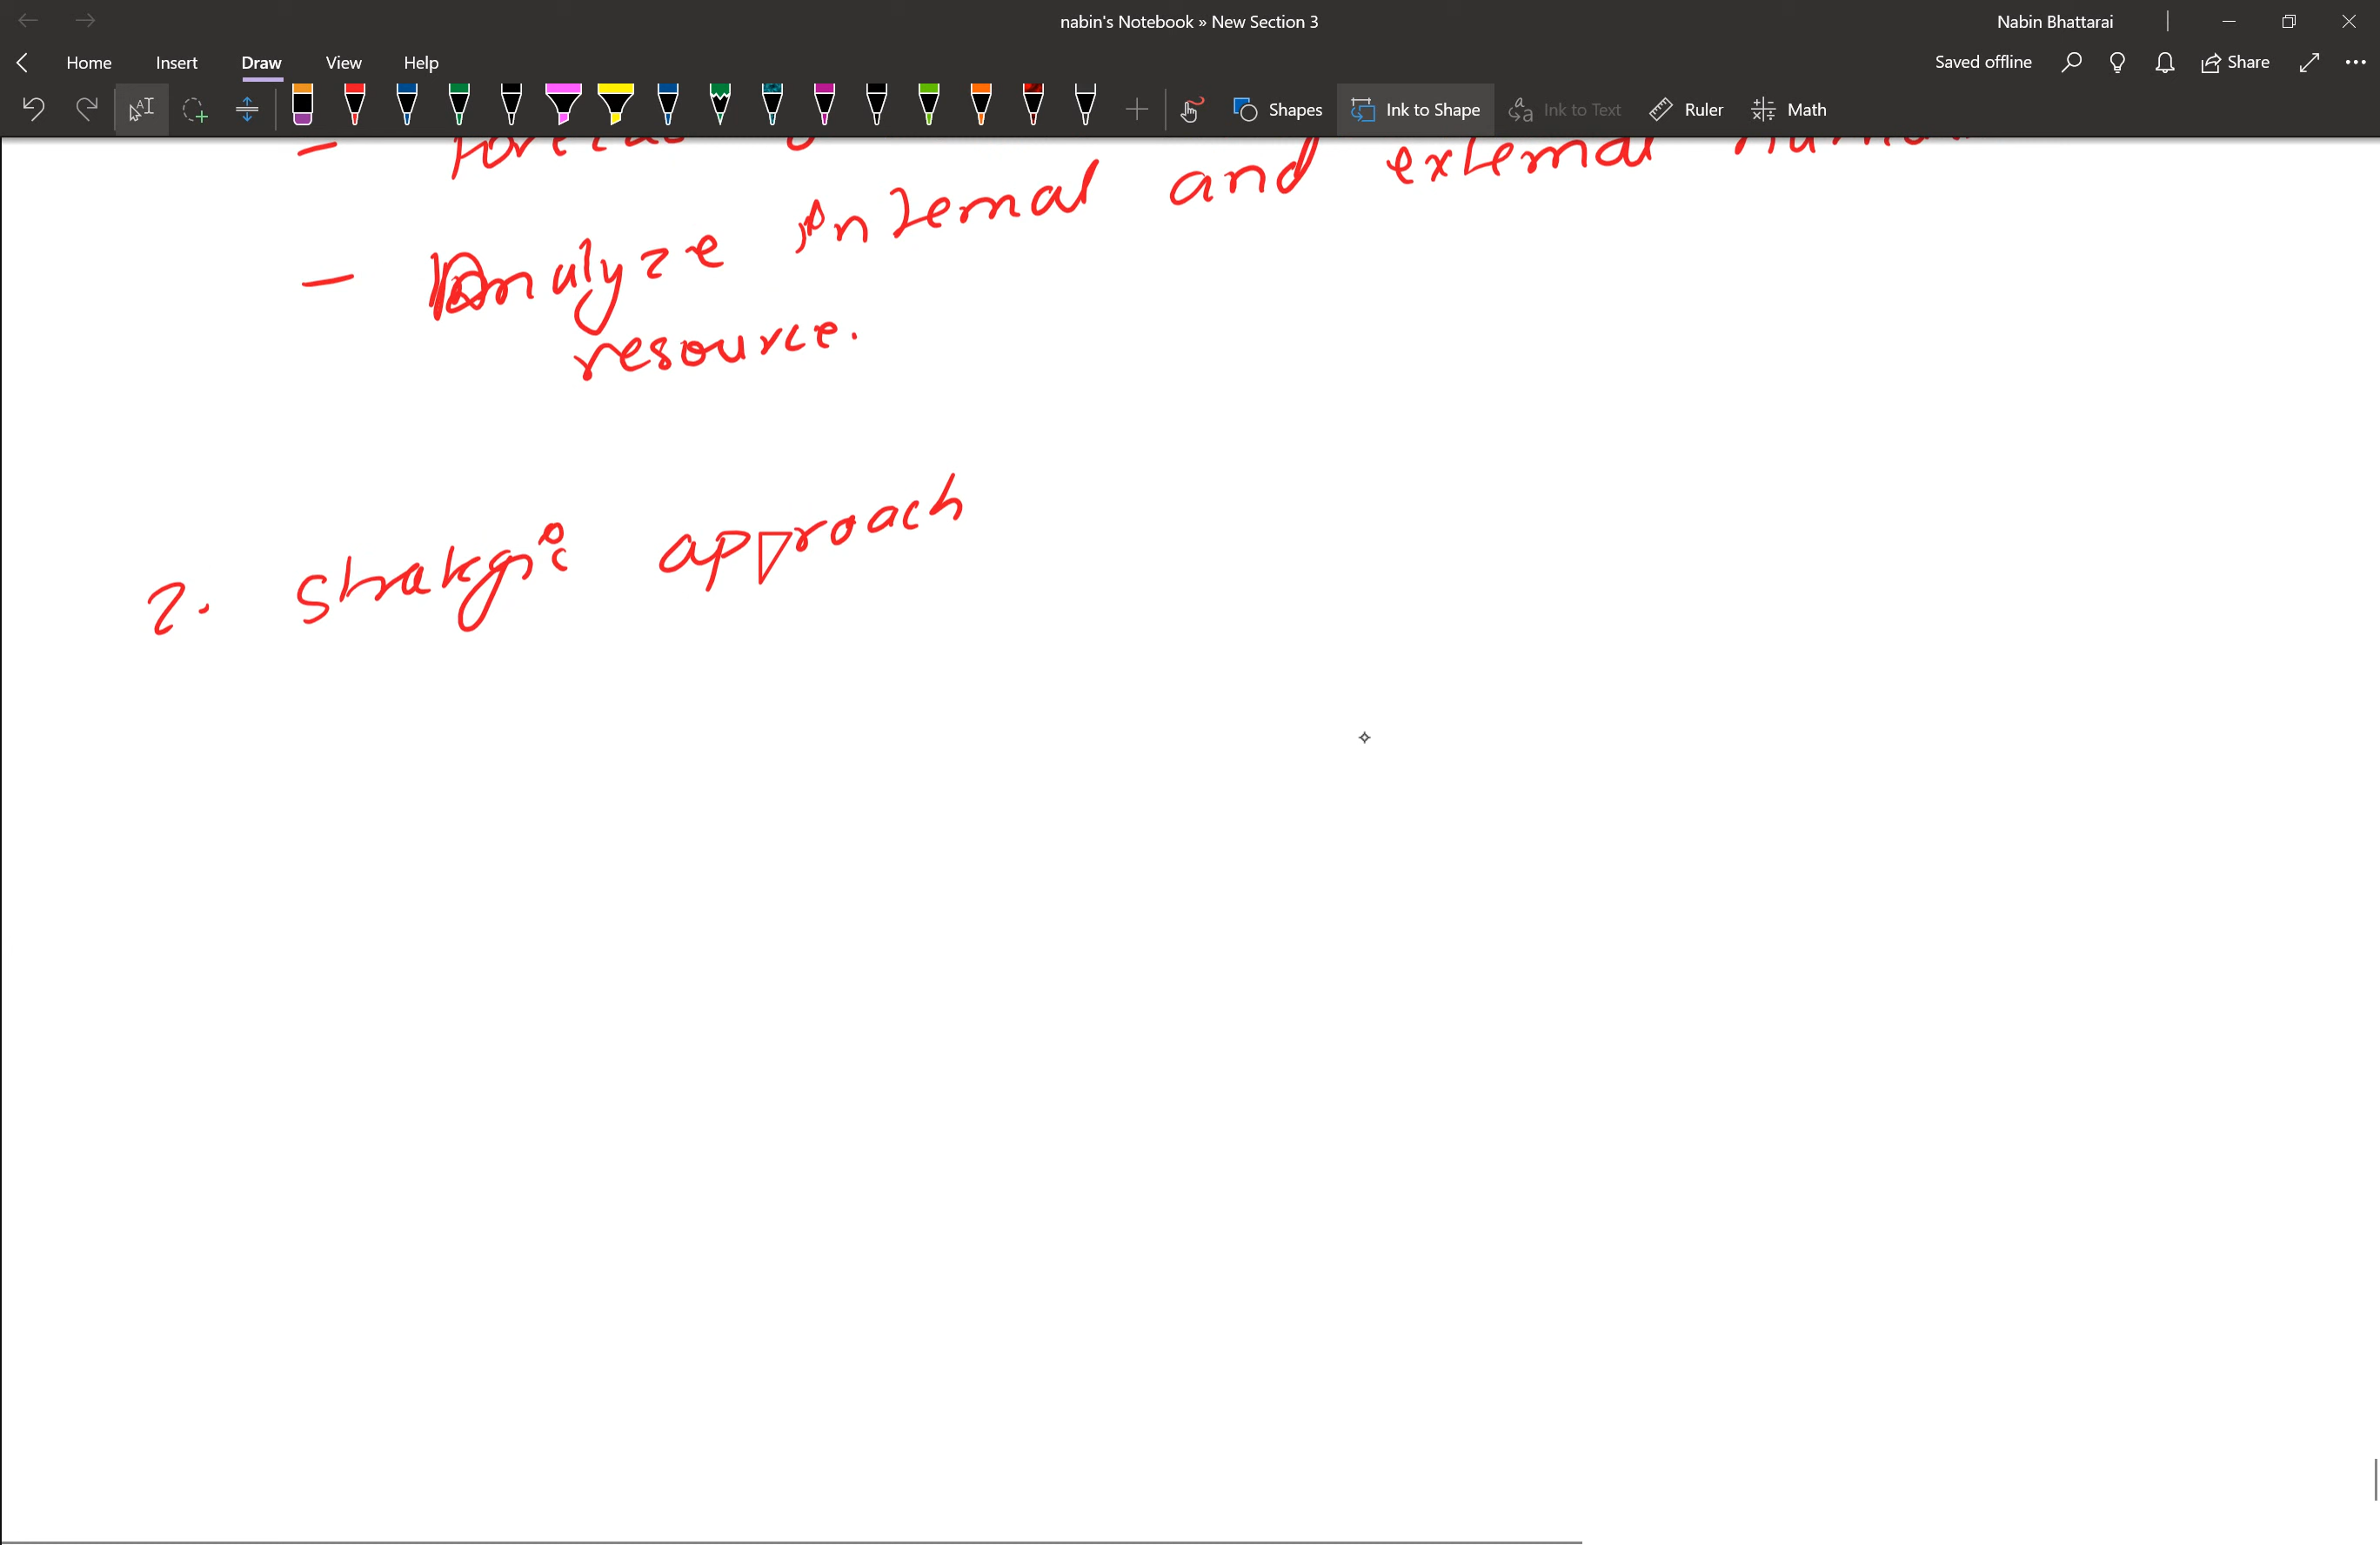 nabin's Notebook » New Section 3
Nabin Bhattarai
Home Insert Draw View Help
Saved offline
Share
Shapes
Ink to Shape
Ink to Text
Ruler
Math
- Analyze internal and external human
resource.
2. Strategic approach